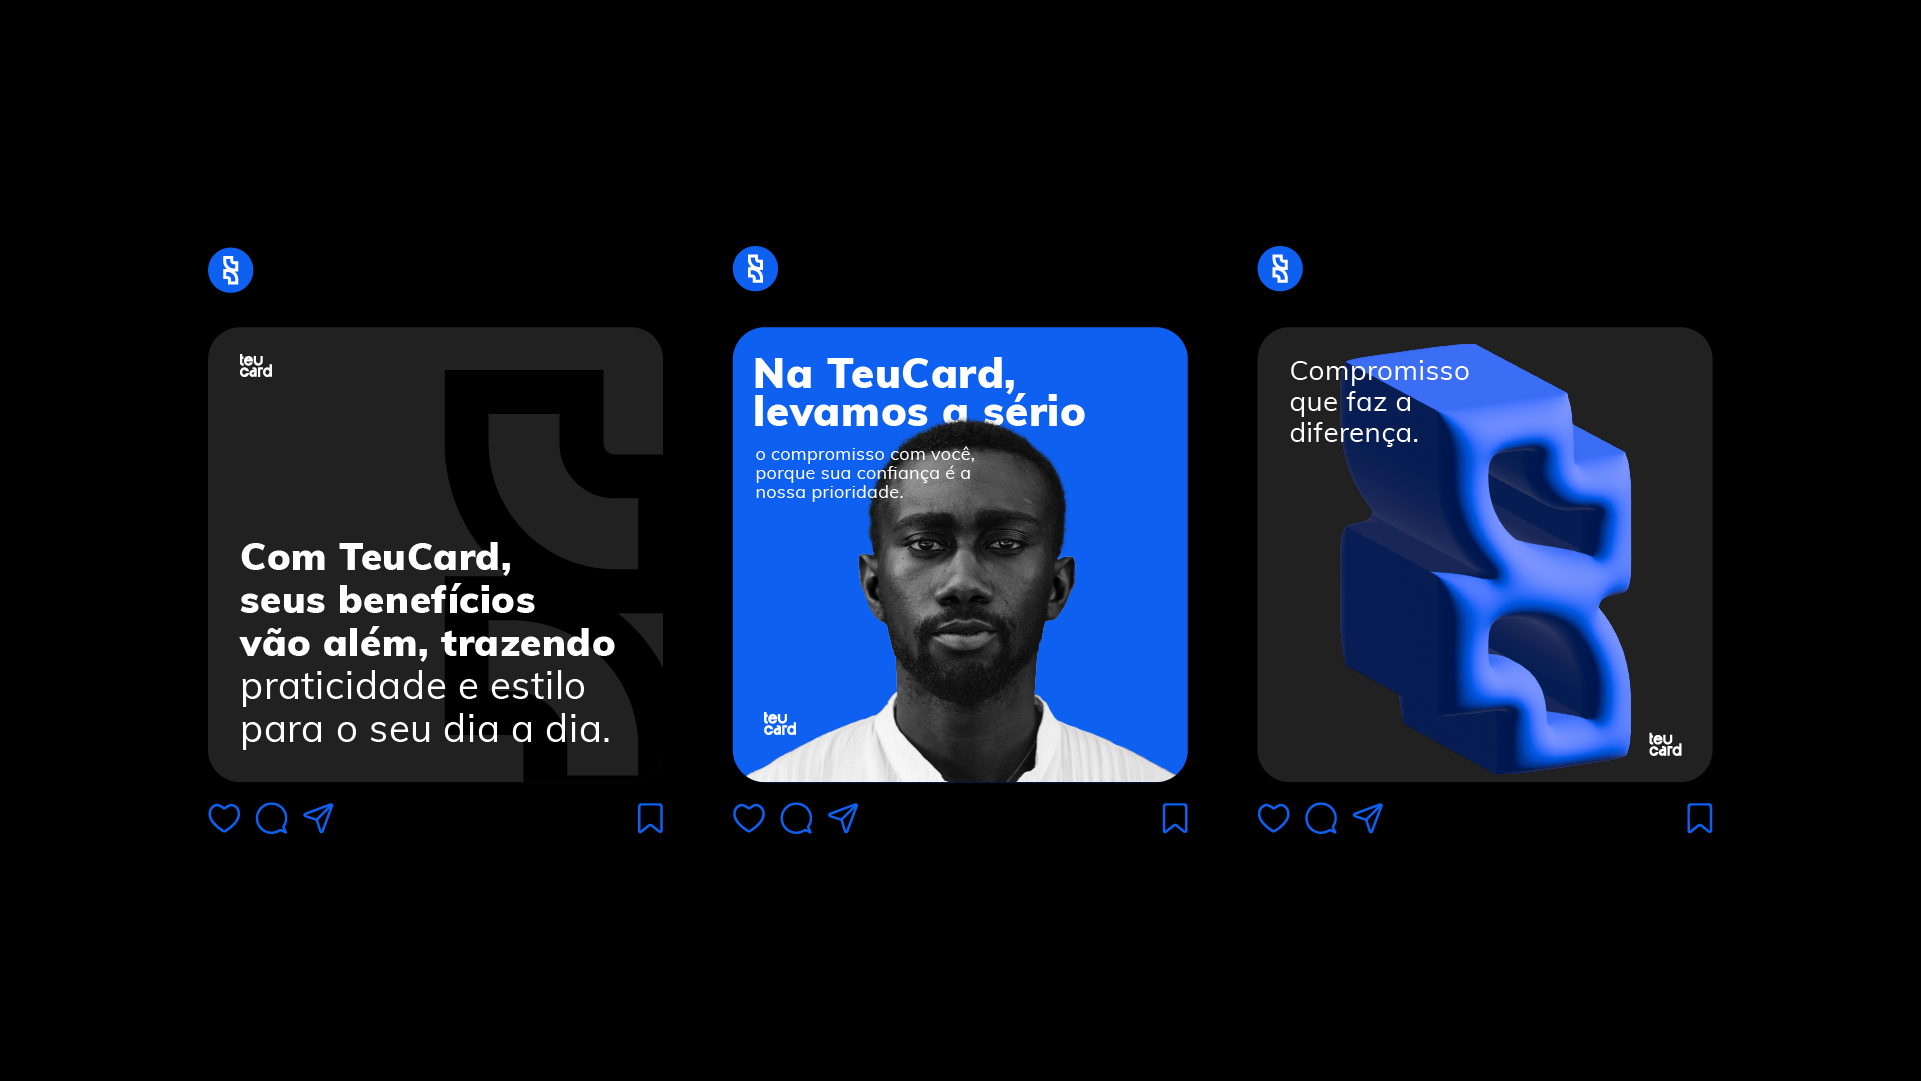 teu
card
Com TeuCard,
seus benefícios
vão além, trazendo
praticidade e estilo
para o seu dia a dia.
Na TeuCard,
levamos a sério
o compromisso com você,
porque sua confiança é a
nossa prioridade.
teu
card
Compromisso
que faz a
diferença.
teu
card